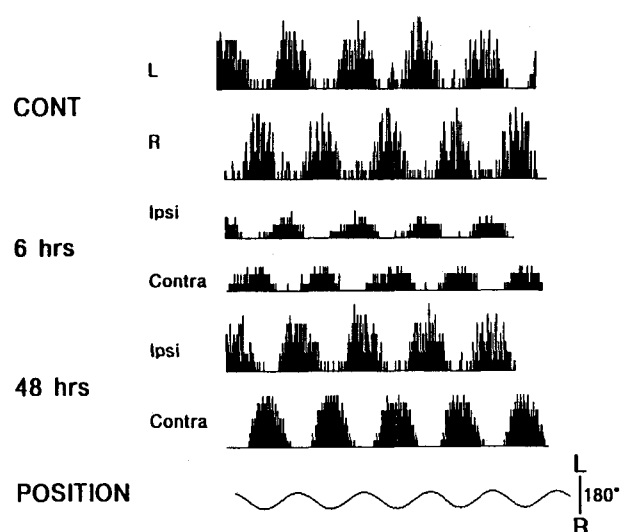 L
CONT
R
Ipsi
6 hrs
Contra
Ipsi
48 hrs
Contra
L
POSITION
180°
R